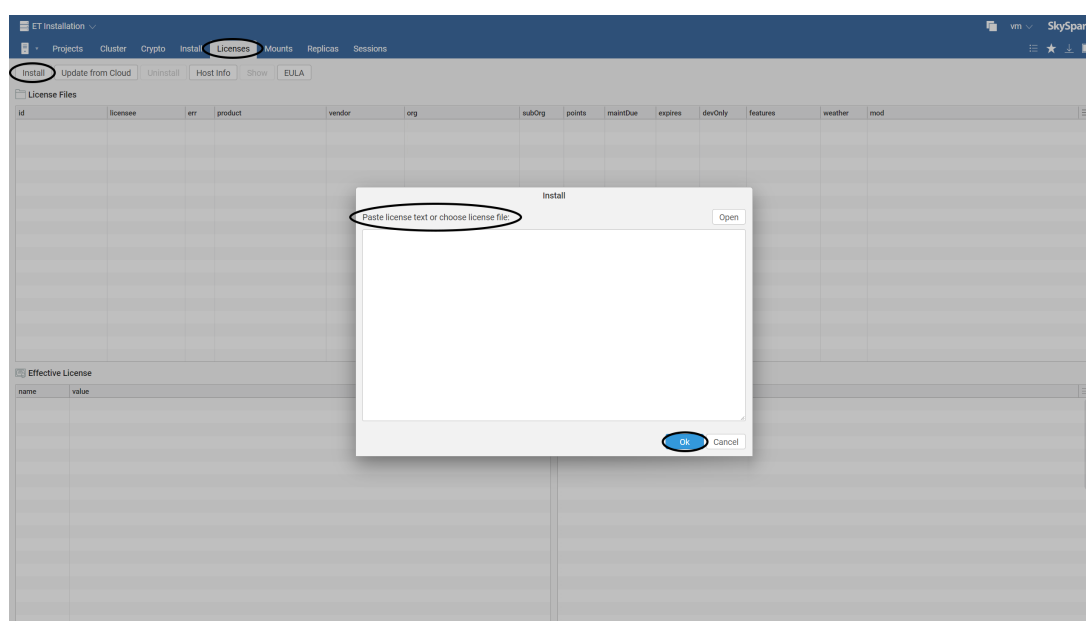 ET Installation vm SkySpar
Projects Cluster Crypto Install Licenses Mounts Replicas Sessions
Install Update from Cloud Uninstall Host Info Show EULA
License Files
id licensee err product vendor org subOrg points maintDue expires devOnly features weather mod
Install
Paste license text or choose license file: Open
Effective License
name value
Ok Cancel